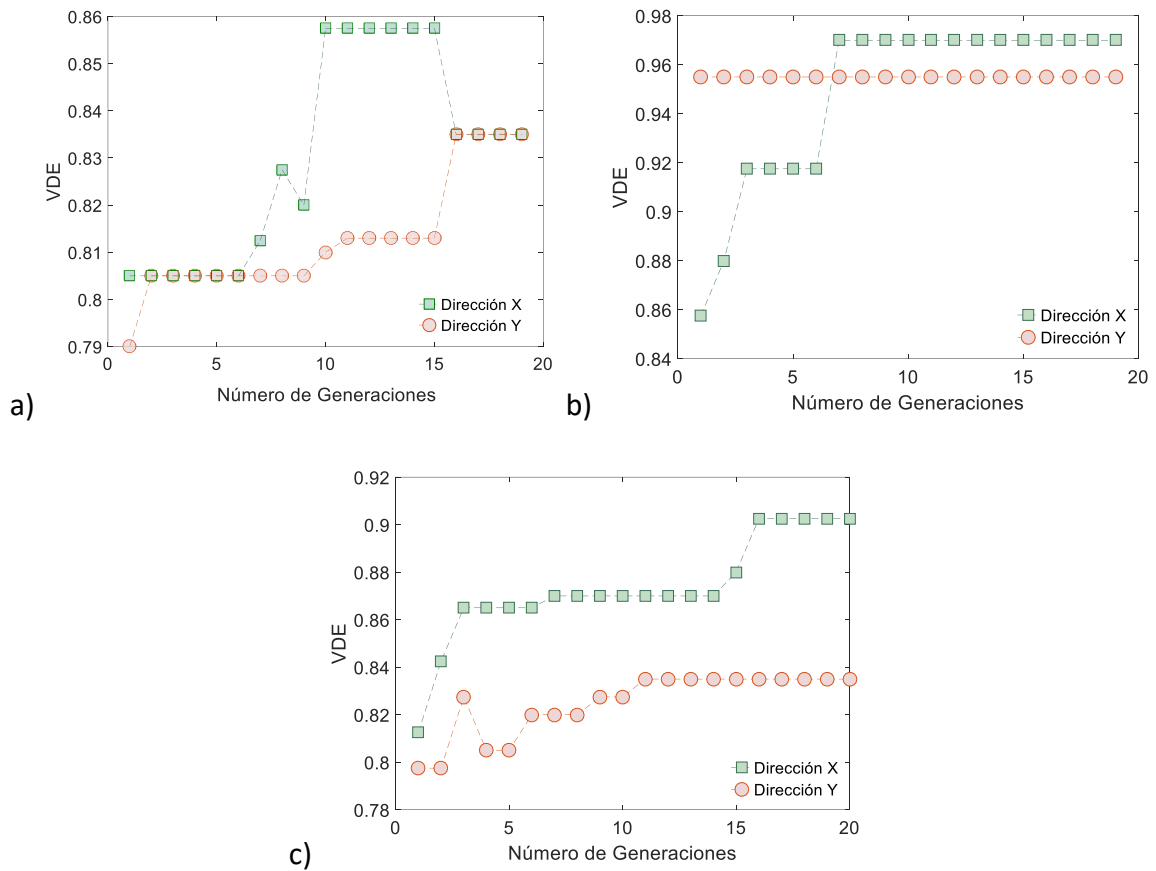 0.86
0.85
0.84
0.83
0.82
0.81
0.8
0.79
VDE
0 5 10 15 20
Número de Generaciones
Dirección X
Dirección Y
a)
0.98
0.96
0.94
0.92
0.9
0.88
0.86
0.84
VDE
0 5 10 15 20
Número de Generaciones
Dirección X
Dirección Y
b)
0.92
0.9
0.88
0.86
0.84
0.82
0.8
0.78
VDE
0 5 10 15 20
Número de Generaciones
Dirección X
Dirección Y
c)